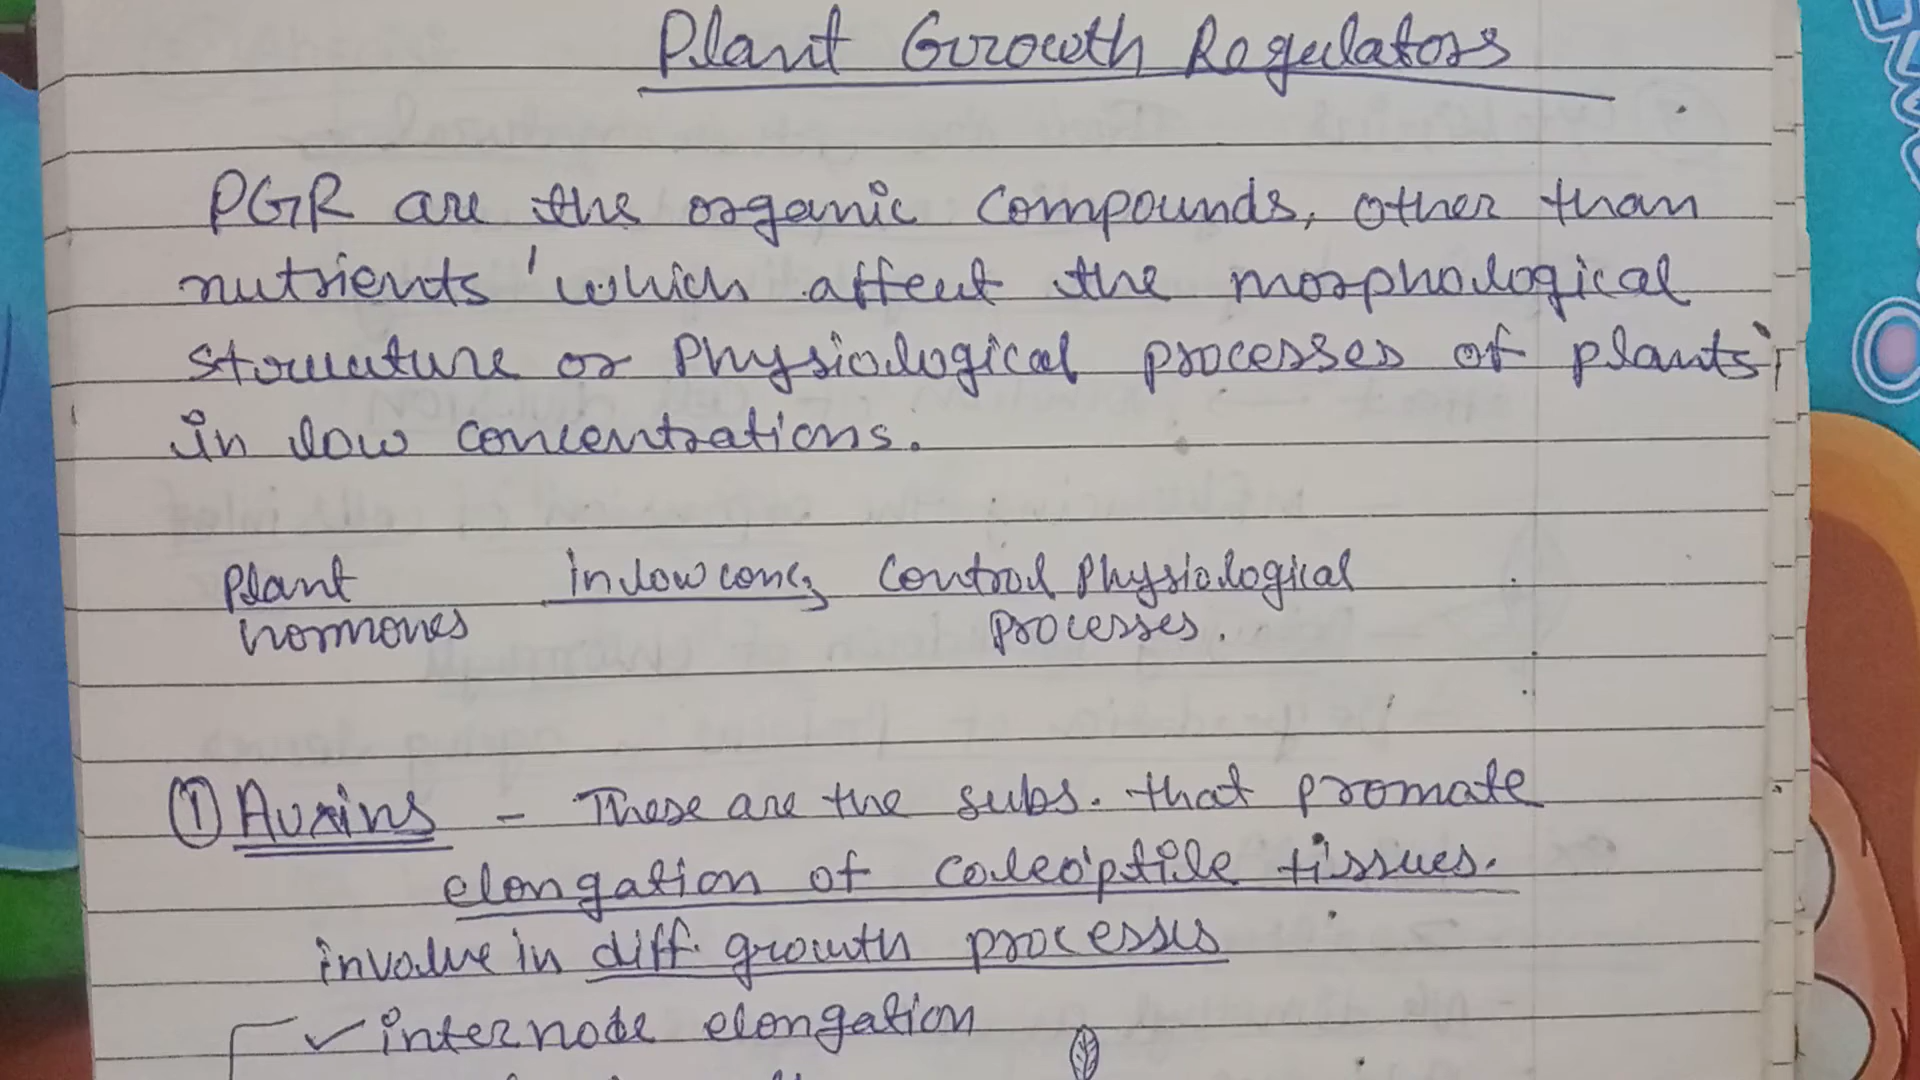 Plant Growth Regulators
PGR are the organic compounds, other than
nutrients which affect the morphological
structure or Physiological processes of plants
in low concentrations.
Plant in low conc. Control Physiological
hormones processes.
① Auxins - These are the subs. that promate
elongation of coleoptile tissues.
involve in diff. growth processes
✓ internode elongation